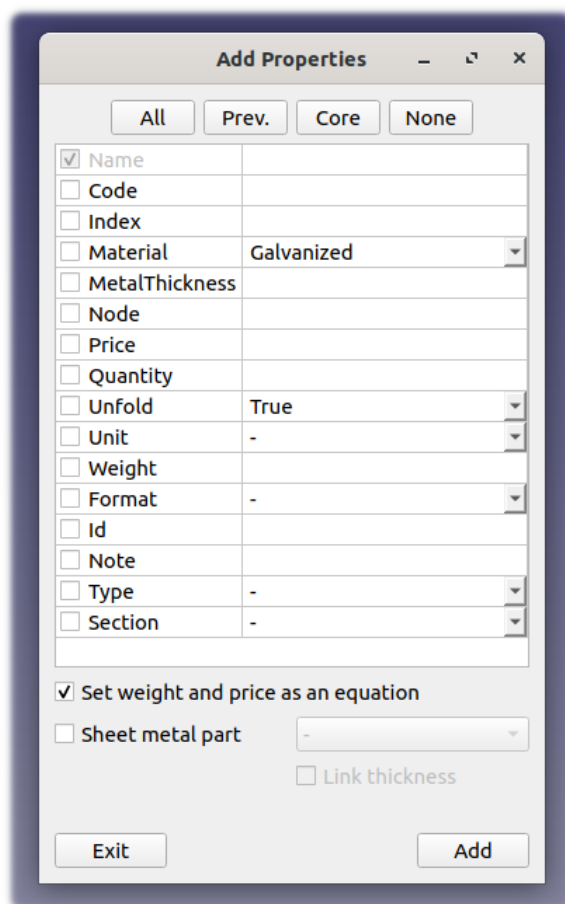 Add Properties
All Prev. Core None
Name
Code
Index
Material Galvanized
MetalThickness
Node
Price
Quantity
Unfold True
Unit -
Weight
Format -
Id
Note
Type -
Section -
Set weight and price as an equation
Sheet metal part -
Link thickness
Exit Add